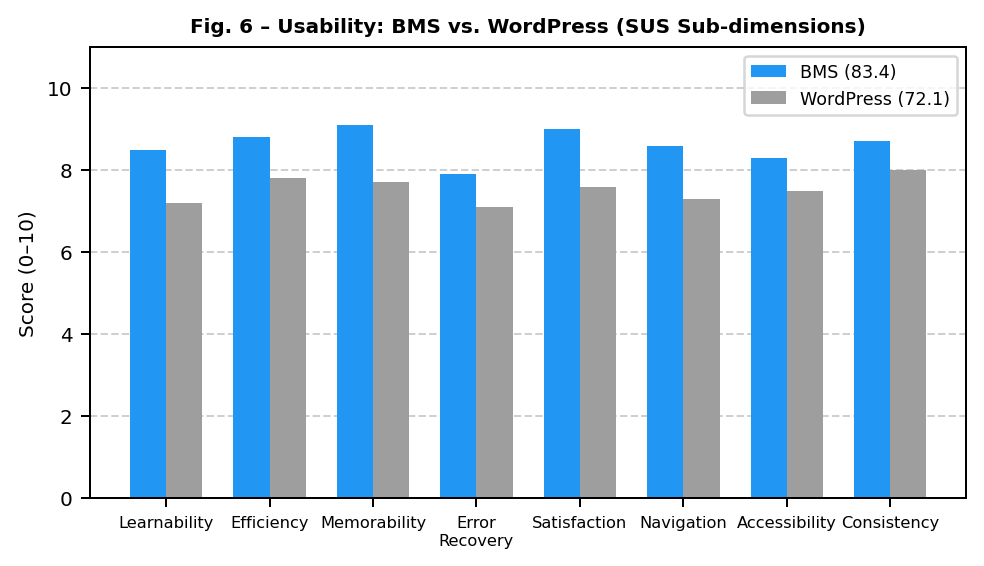 Fig. 6 – Usability: BMS vs. WordPress (SUS Sub-dimensions)
BMS (83.4)
WordPress (72.1)
Score (0–10)
10
8
6
4
2
0
Learnability Efficiency Memorability Error Satisfaction Navigation Accessibility Consistency
Recovery